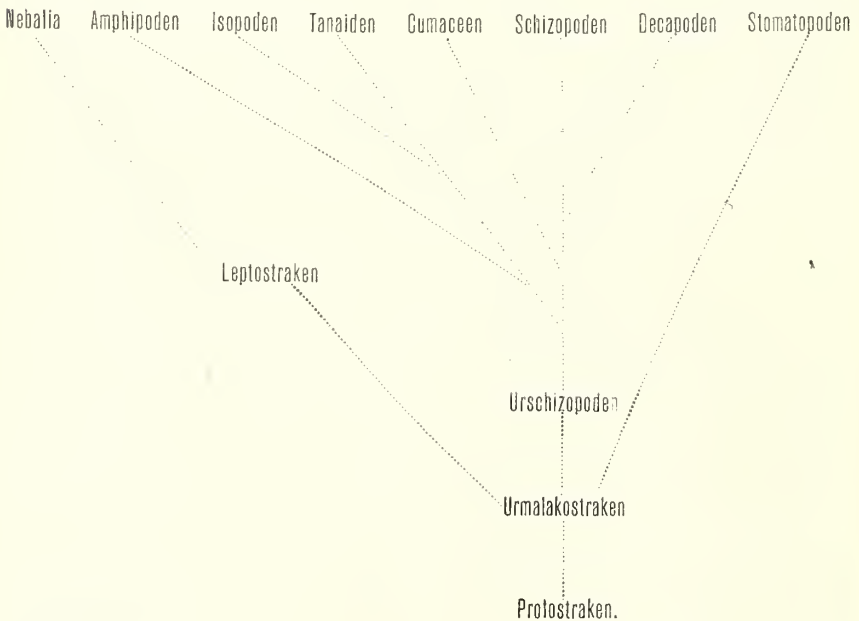 Nebalia Amphipoden Isopoden Tanaiden Cumaceen Schizopoden Decapoden Stomatopoden
Leptostraken
Urschizopoden
Urmalakostraken
Protostraken.